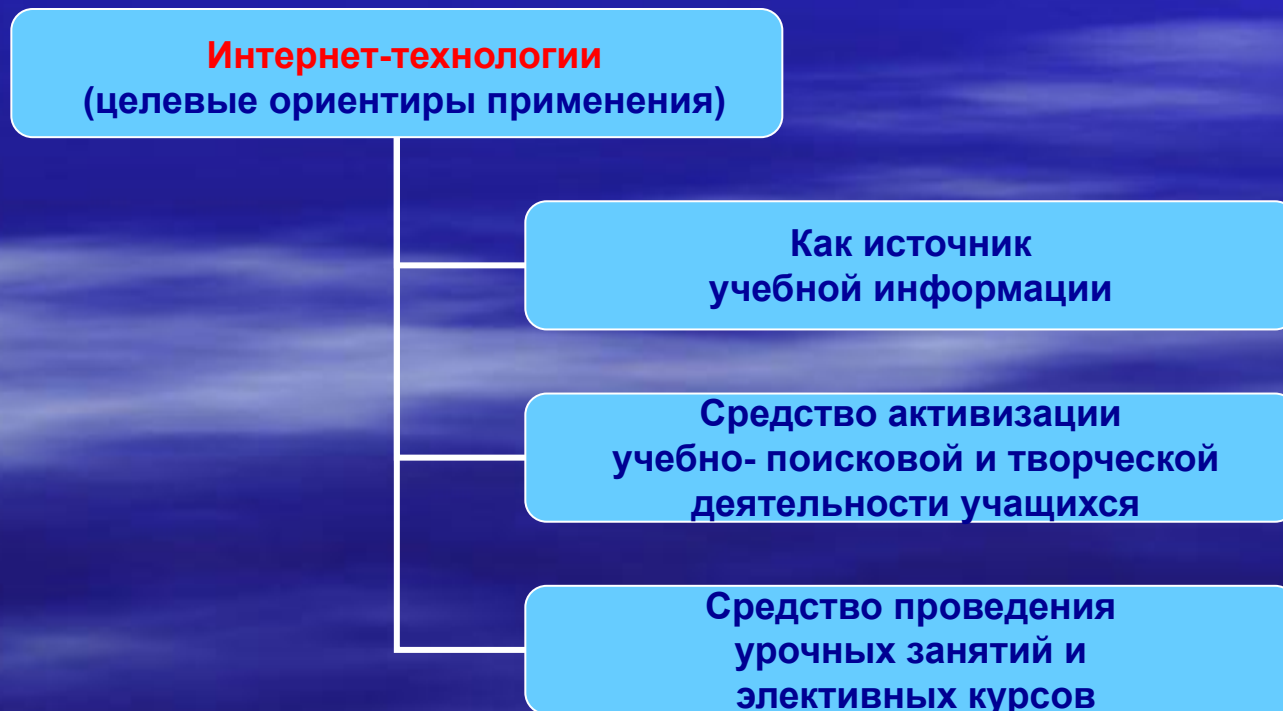 Интернет-технологии
(целевые ориентиры применения)
Как источник
учебной информации
Средство активизации
учебно- поисковой и творческой
деятельности учащихся
Средство проведения
урочных занятий и
элективных курсов